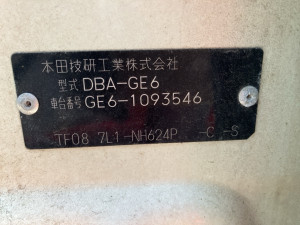 本田技研工業株式会社
型式 DBA-GE6
車台番号 GE6-1093546
TF08 7L1-NH624P -C -S